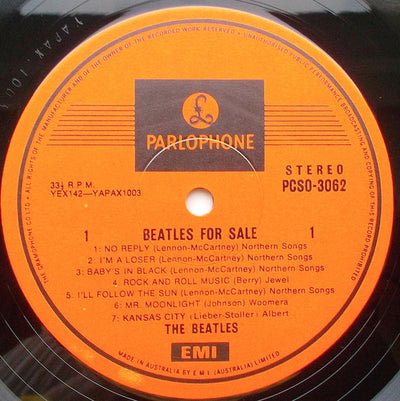 ALL RIGHTS OF THE MANUFACTURER AND OF THE OWNER OF THE RECORDED WORK RESERVED · UNAUTHORISED PUBLIC PERFORMANCE BROADCASTING AND COPYING OF THIS RECORD PROHIBITED
THE GRAMOPHONE CO. LTD.
£
PARLOPHONE
33⅓ R.P.M.
YEX142—YAPAX1003
STEREO
PCSO-3062
1 BEATLES FOR SALE 1
1: NO REPLY (Lennon-McCartney) Northern Songs
2: I'M A LOSER (Lennon-McCartney) Northern Songs
3: BABY'S IN BLACK (Lennon-McCartney) Northern Songs
4: ROCK AND ROLL MUSIC (Berry) Jewel
5: I'LL FOLLOW THE SUN (Lennon-McCartney) Northern Songs
6: MR. MOONLIGHT (Johnson) Woomera
7: KANSAS CITY (Lieber-Stoller) Albert
THE BEATLES
EMI
MADE IN AUSTRALIA BY E M I (AUSTRALIA) LIMITED
YAPAX 1003